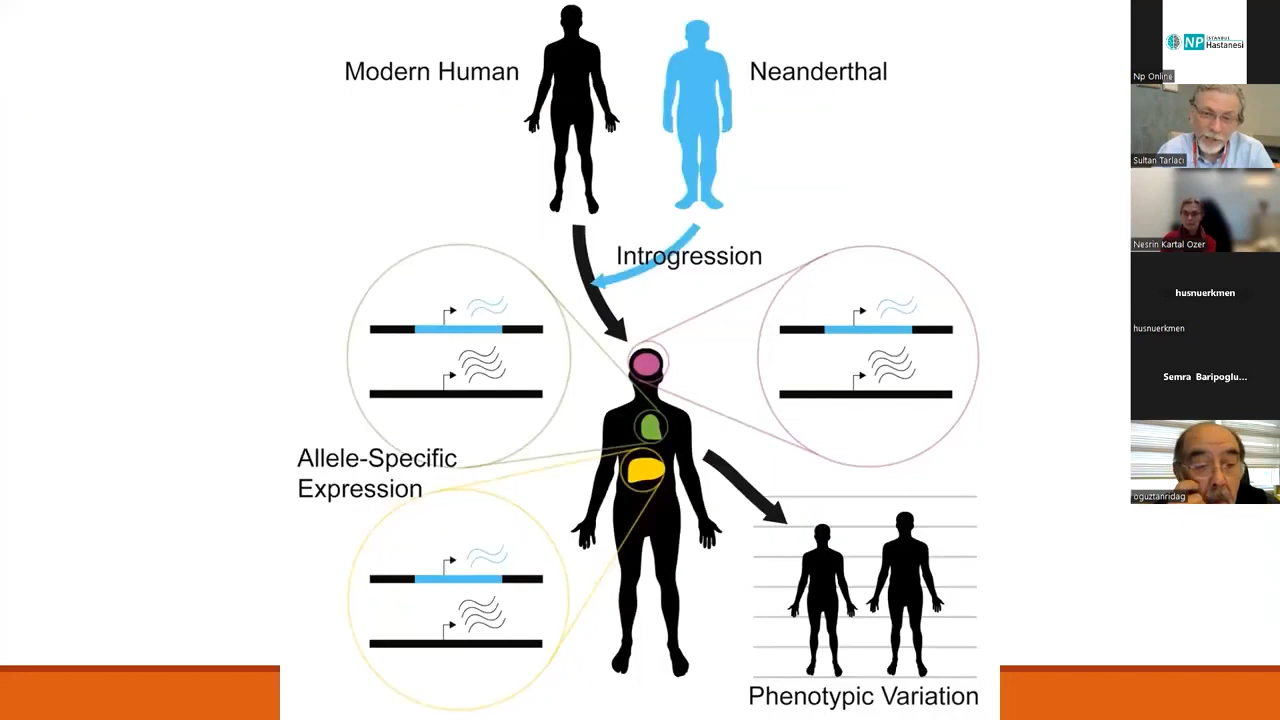 Modern Human
Neanderthal
Introgression
Allele-Specific
Expression
Phenotypic Variation
NP İSTANBUL
Hastanesi
Np Online
Sultan Tarlacı
Nesrin Kartal Ozer
husnuerkmen
husnuerkmen
Semra Baripoglu...
oguztanridag